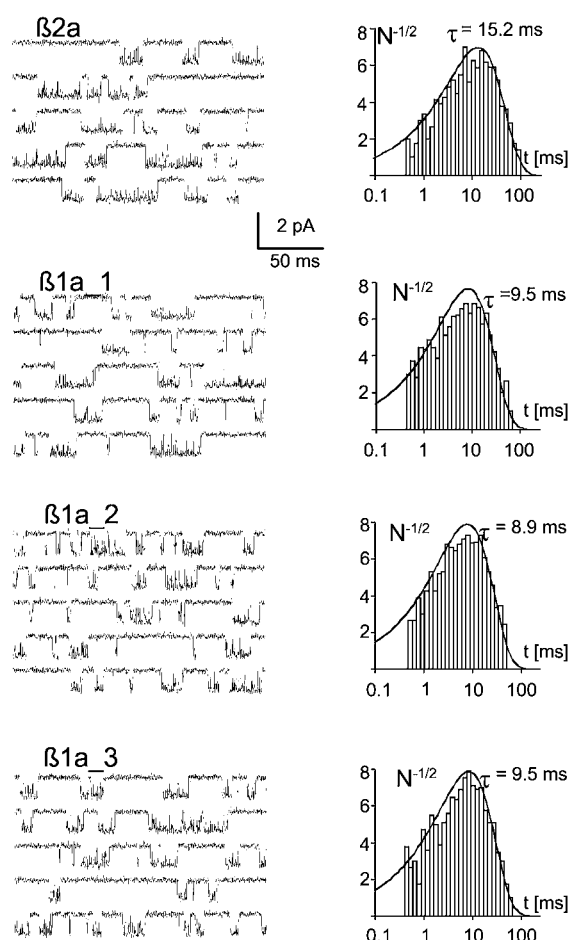 ß2a
8
6
4
2
N-1/2
τ = 15.2 ms
t [ms]
0.1 1 10 100
2 pA
50 ms
ß1a_1
8
6
4
2
N-1/2
τ =9.5 ms
t [ms]
0.1 1 10 100
ß1a_2
8
6
4
2
N-1/2
τ = 8.9 ms
t [ms]
0.1 1 10 100
ß1a_3
8
6
4
2
N-1/2
τ = 9.5 ms
t [ms]
0.1 1 10 100